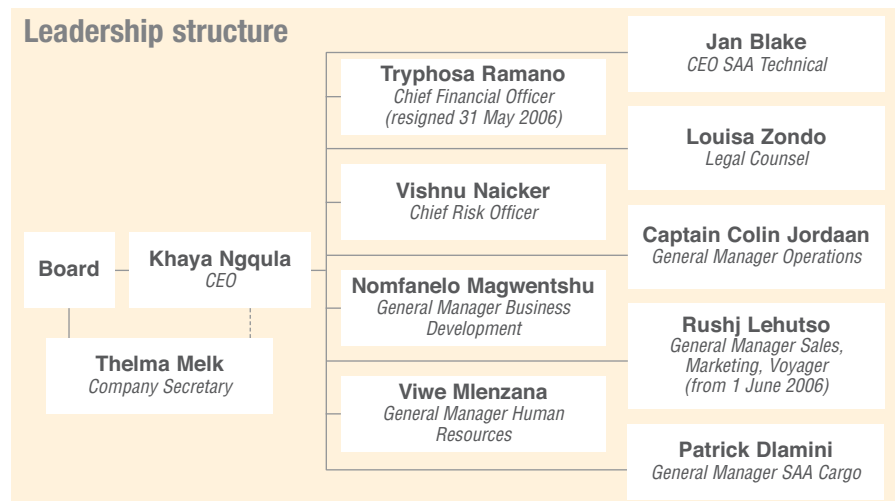 Leadership structure
Board
Khaya Ngqula
CEO
Thelma Melk
Company Secretary
Tryphosa Ramano
Chief Financial Officer
(resigned 31 May 2006)
Vishnu Naicker
Chief Risk Officer
Nomfanelo Magwentshu
General Manager Business
Development
Viwe Mlenzana
General Manager Human
Resources
Jan Blake
CEO SAA Technical
Louisa Zondo
Legal Counsel
Captain Colin Jordaan
General Manager Operations
Rushj Lehutso
General Manager Sales,
Marketing, Voyager
(from 1 June 2006)
Patrick Dlamini
General Manager SAA Cargo